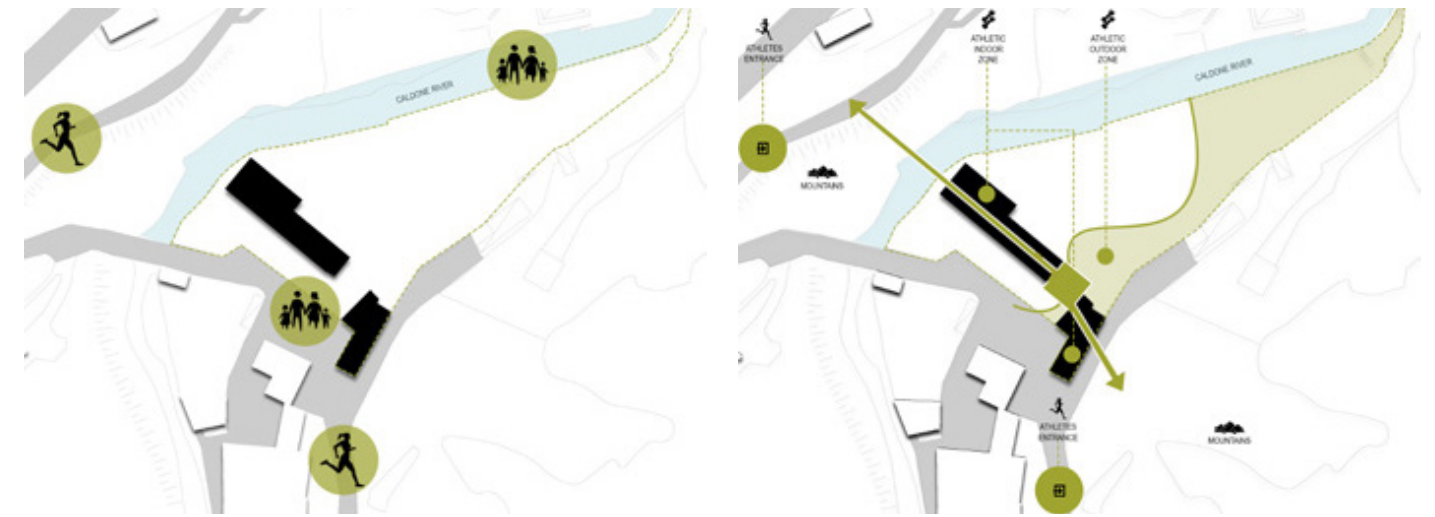 CALDONE RIVER
ATHLETES
ENTRANCE
ATHLETIC
INDOOR
ZONE
ATHLETIC
OUTDOOR
ZONE
CALDONE RIVER
MOUNTAINS
ATHLETES
ENTRANCE
MOUNTAINS